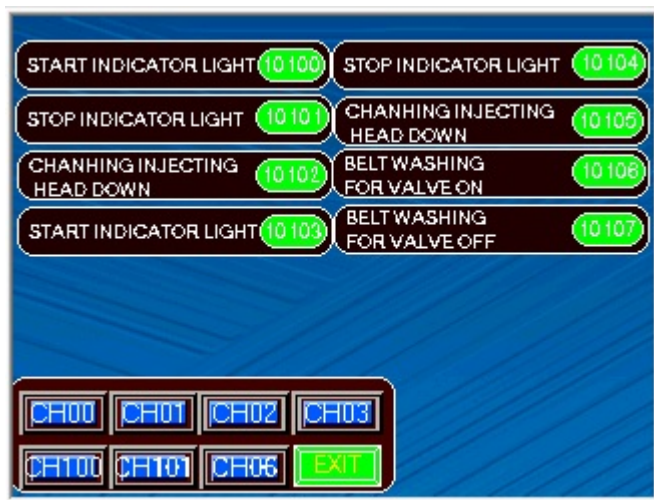 START INDICATOR LIGHT 10100
STOP INDICATOR LIGHT 10104
STOP INDICATOR LIGHT 10101
CHANHING INJECTING
HEAD DOWN 10105
CHANHING INJECTING
HEAD DOWN 10102
BELT WASHING
FOR VALVE ON 10106
START INDICATOR LIGHT 10103
BELT WASHING
FOR VALVE OFF 10107
CH00 CH01 CH02 CH03
CH100 CH101 CH06 EXIT